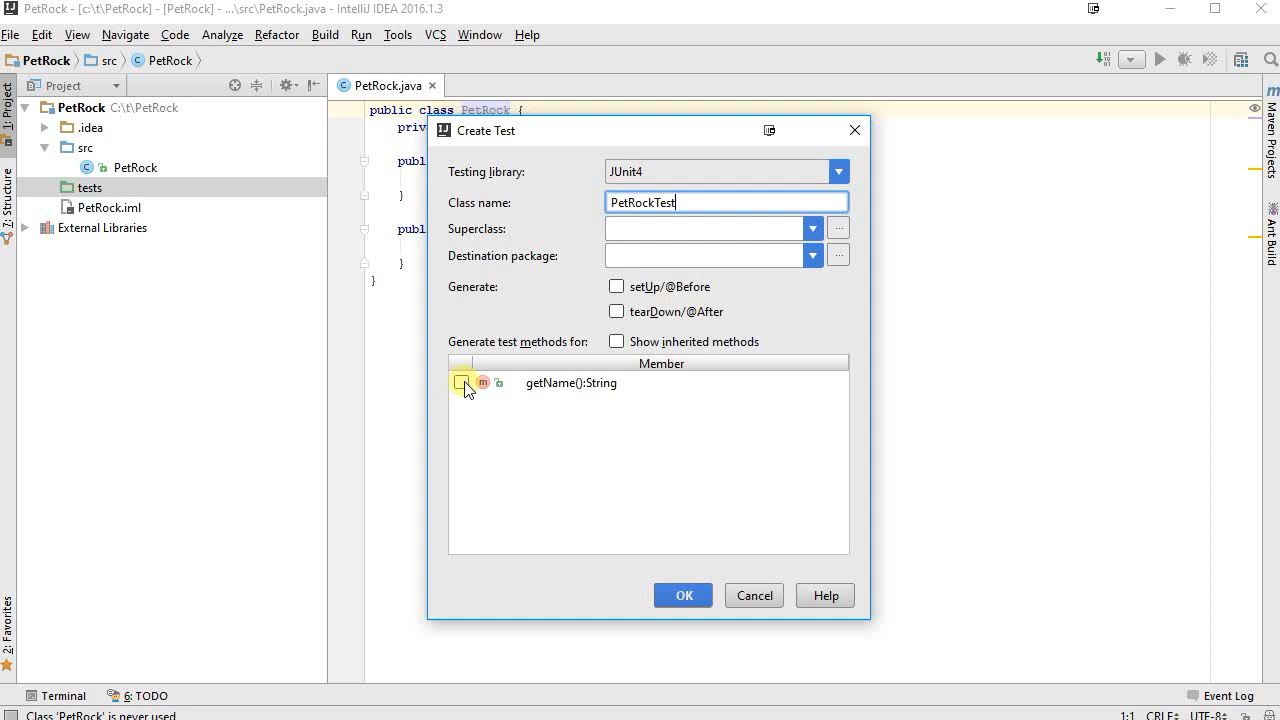 PetRock - [c:\t\PetRock] - [PetRock] - ...\src\PetRock.java - IntelliJ IDEA 2016.1.3
File Edit View Navigate Code Analyze Refactor Build Run Tools VCS Window Help
PetRock src PetRock
Project
PetRock.java
1: Project
7: Structure
2: Favorites
PetRock C:\t\PetRock
.idea
src
PetRock
tests
PetRock.iml
External Libraries
public class PetRock {
priv
publ
}
publ
}
}
Create Test
Testing library: JUnit4
Class name: PetRockTest
Superclass:
Destination package:
Generate: setUp/@Before
tearDown/@After
Generate test methods for: Show inherited methods
Member
m getName():String
OK Cancel Help
Maven Projects
Ant Build
Terminal 6: TODO Event Log
Class 'PetRock' is never used 1:1 CRLF UTF-8